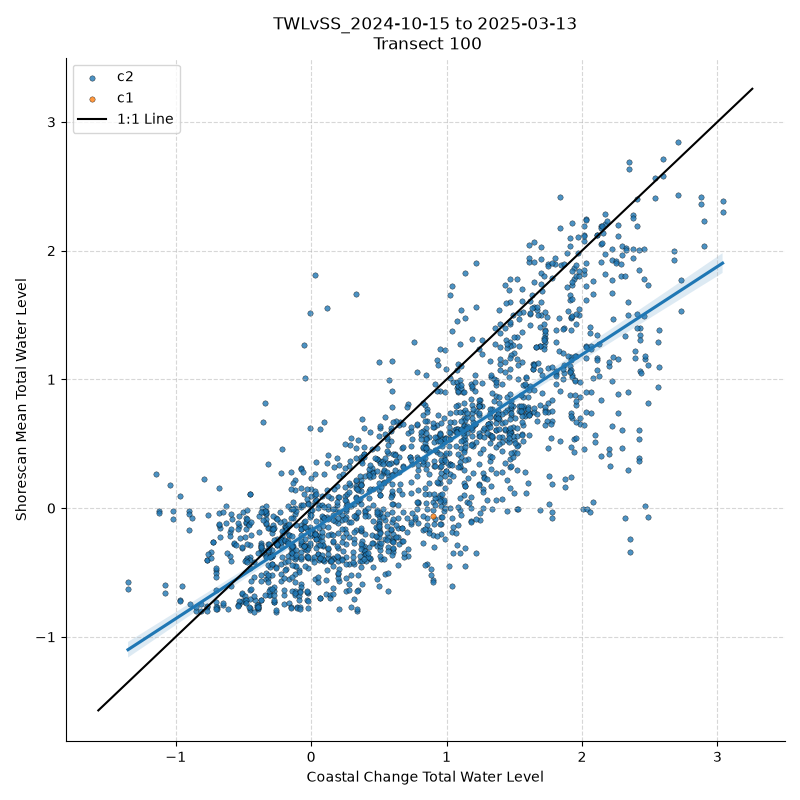 TWLvSS_2024-10-15 to 2025-03-13
Transect 100
c2
c1
1:1 Line
Shorescan Mean Total Water Level
3
2
1
0
−1
−1
0
1
2
3
Coastal Change Total Water Level